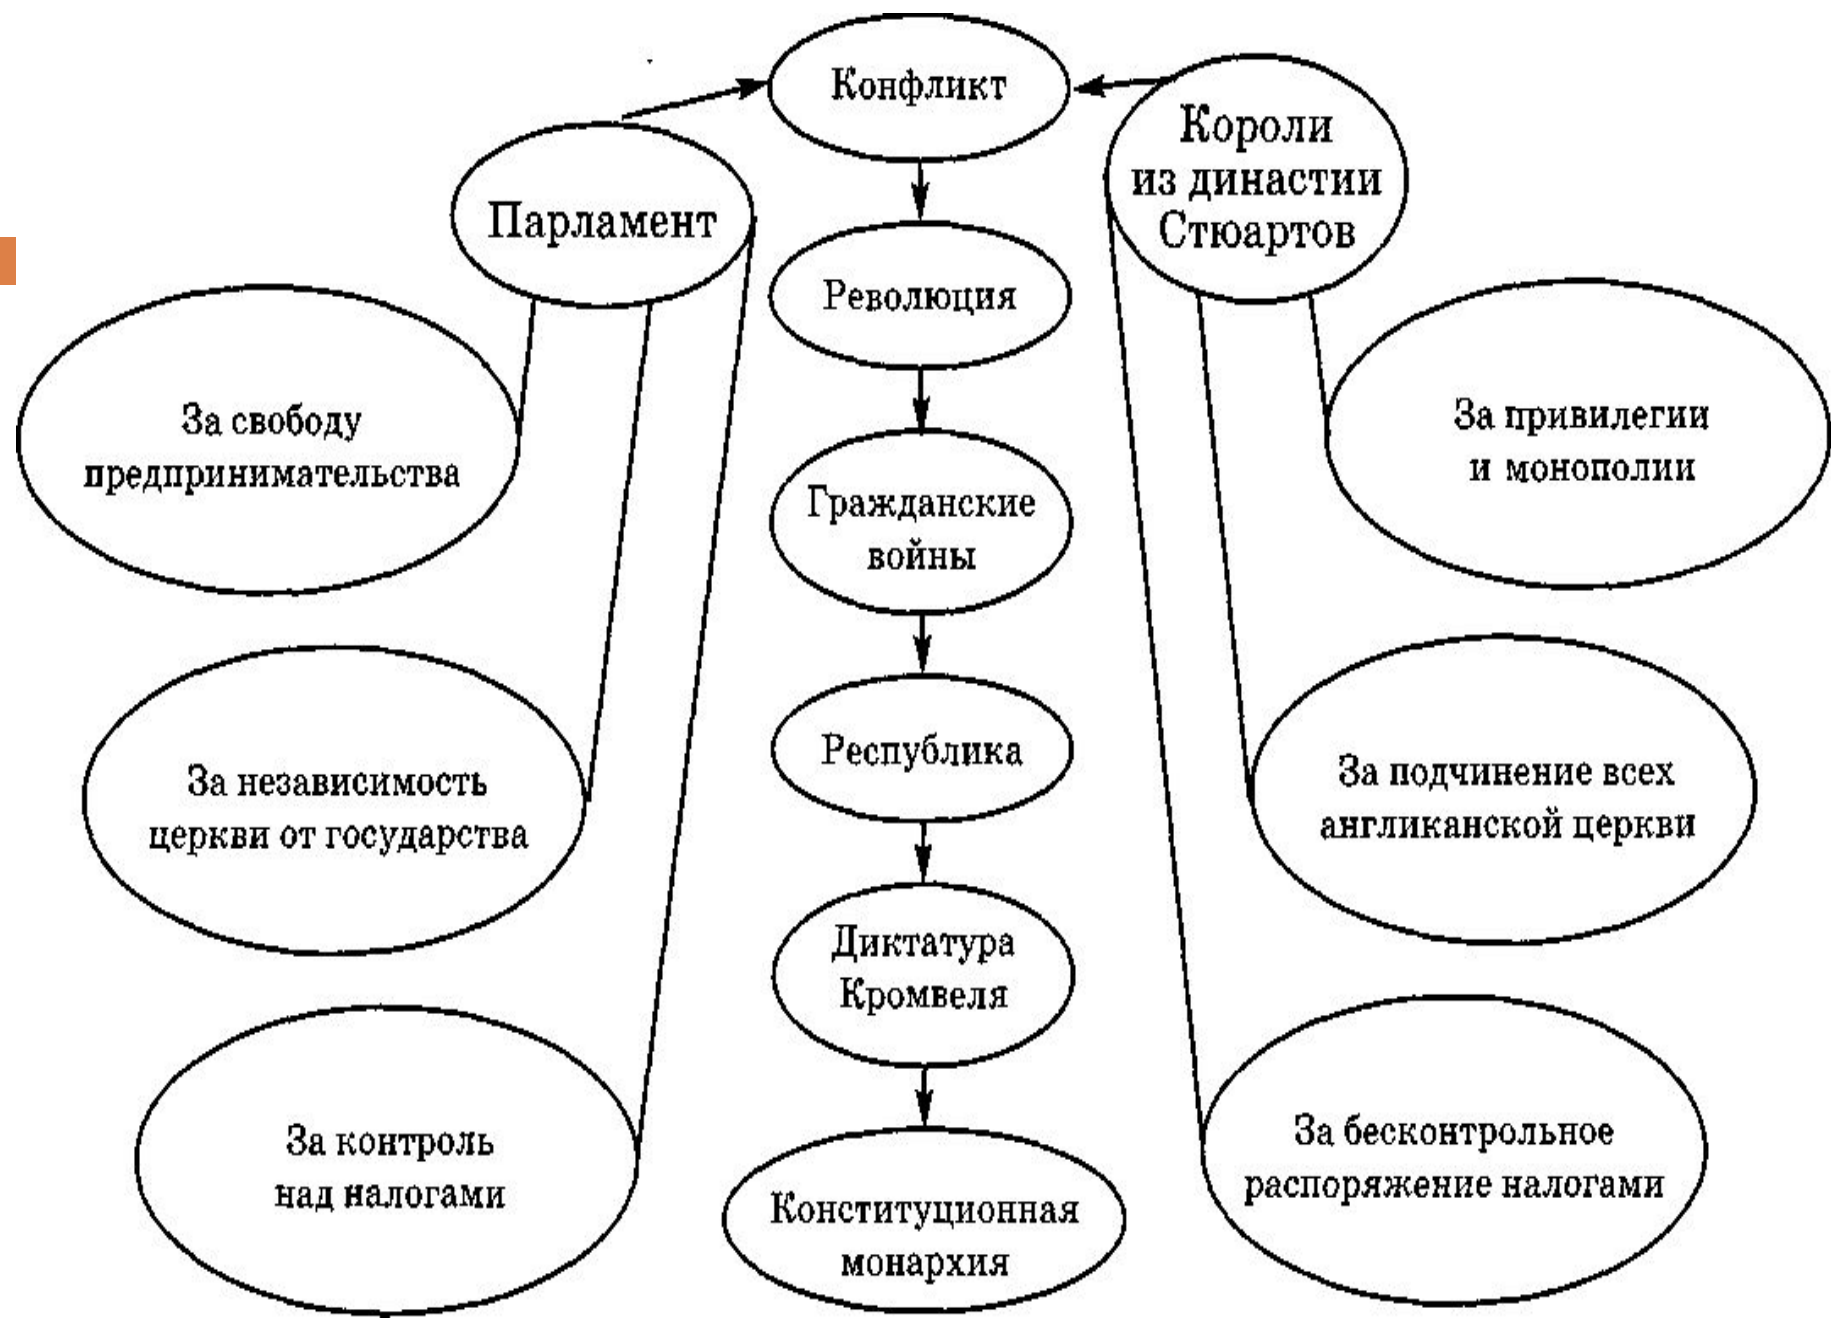 Конфликт
Короли
из династии
Стюартов
Парламент
Революция
За свободу
предпринимательства
Гражданские
войны
За привилегии
и монополии
За независимость
церкви от государства
Республика
За подчинение всех
англиканской церкви
Диктатура
Кромвеля
За контроль
над налогами
Конституционная
монархия
За бесконтрольное
распоряжение налогами